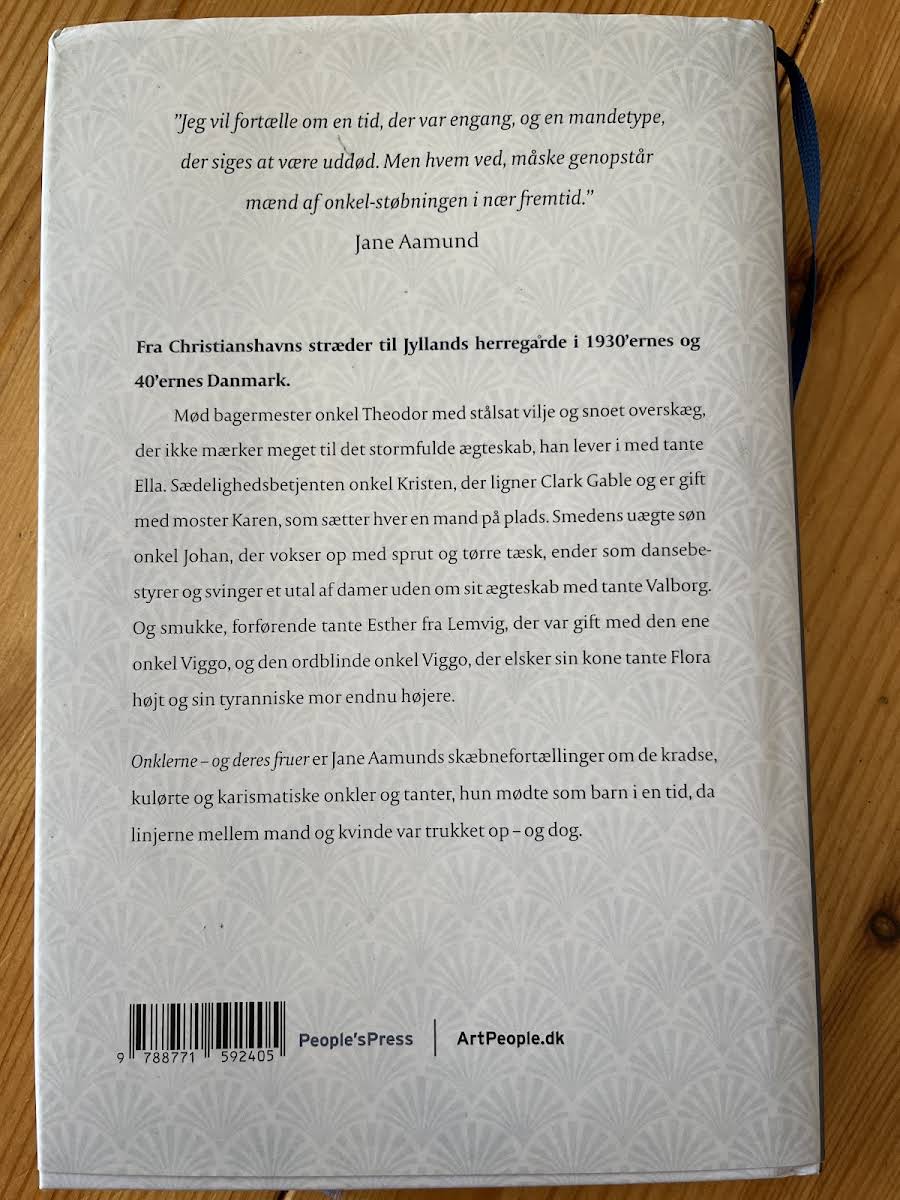 ”Jeg vil fortælle om en tid, der var engang, og en mandetype,
der siges at være uddød. Men hvem ved, måske genopstår
mænd af onkel-støbningen i nær fremtid.”
Jane Aamund
Fra Christianshavns stræder til Jyllands herregårde i 1930’ernes og
40’ernes Danmark.
Mød bagermester onkel Theodor med stålsat vilje og snoet overskæg,
der ikke mærker meget til det stormfulde ægteskab, han lever i med tante
Ella. Sædelighedsbetjenten onkel Kristen, der ligner Clark Gable og er gift
med moster Karen, som sætter hver en mand på plads. Smedens uægte søn
onkel Johan, der vokser op med sprut og tørre tæsk, ender som dansebe-
styrer og svinger et utal af damer uden om sit ægteskab med tante Valborg.
Og smukke, forførende tante Esther fra Lemvig, der var gift med den ene
onkel Viggo, og den ordblinde onkel Viggo, der elsker sin kone tante Flora
højt og sin tyranniske mor endnu højere.
Onklerne – og deres fruer er Jane Aamunds skæbnefortællinger om de kradse,
kulørte og karismatiske onkler og tanter, hun mødte som barn i en tid, da
linjerne mellem mand og kvinde var trukket op – og dog.
9 788771 592405 People’sPress | ArtPeople.dk